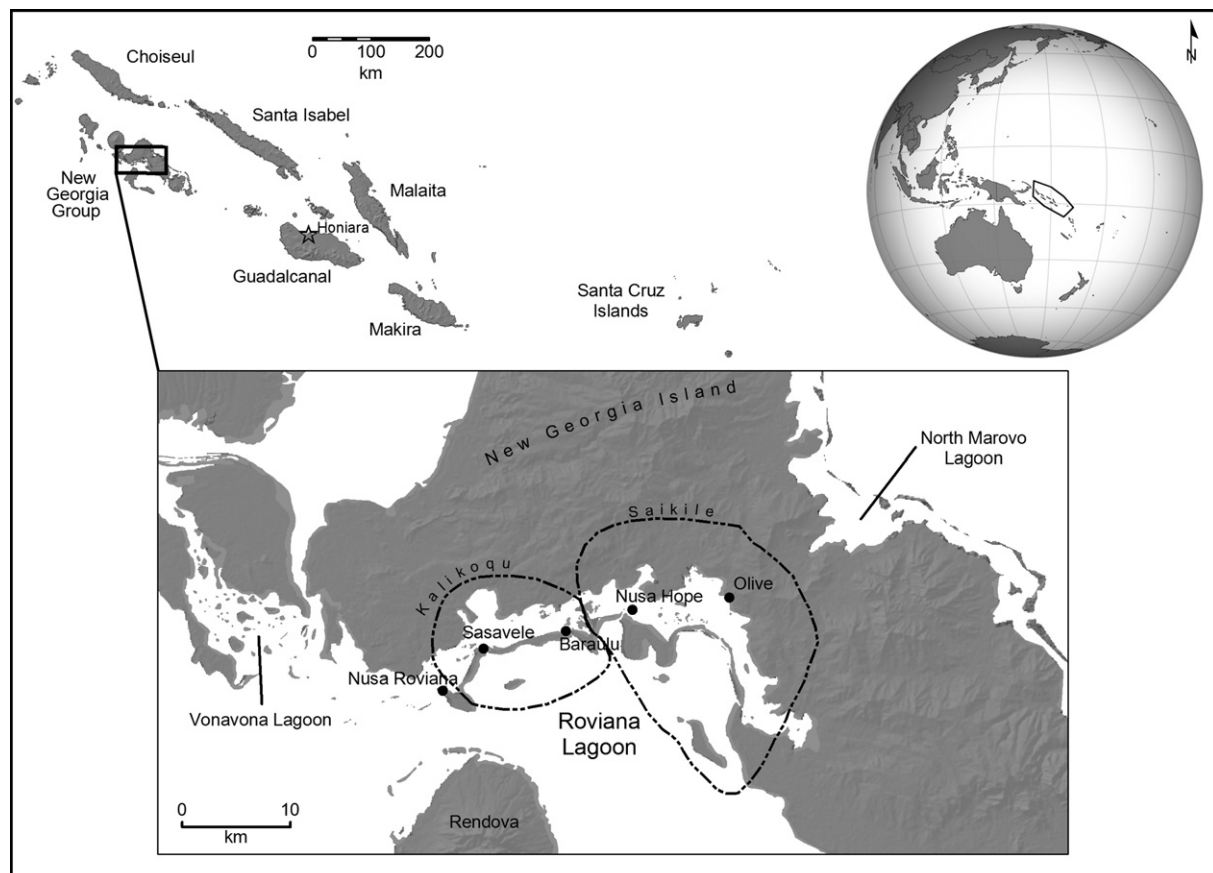 Choiseul
0 100 200
km
N
Santa Isabel
New
Georgia
Group
Malaita
Honiara
Guadalcanal
Santa Cruz
Islands
Makira
New Georgia Island
North Marovo
Lagoon
Saikile
Kalikoqu
Olive
Nusa Hope
Sasavele
Baraulu
Nusa Roviana
Vonavona Lagoon
Roviana
Lagoon
0 10
km
Rendova